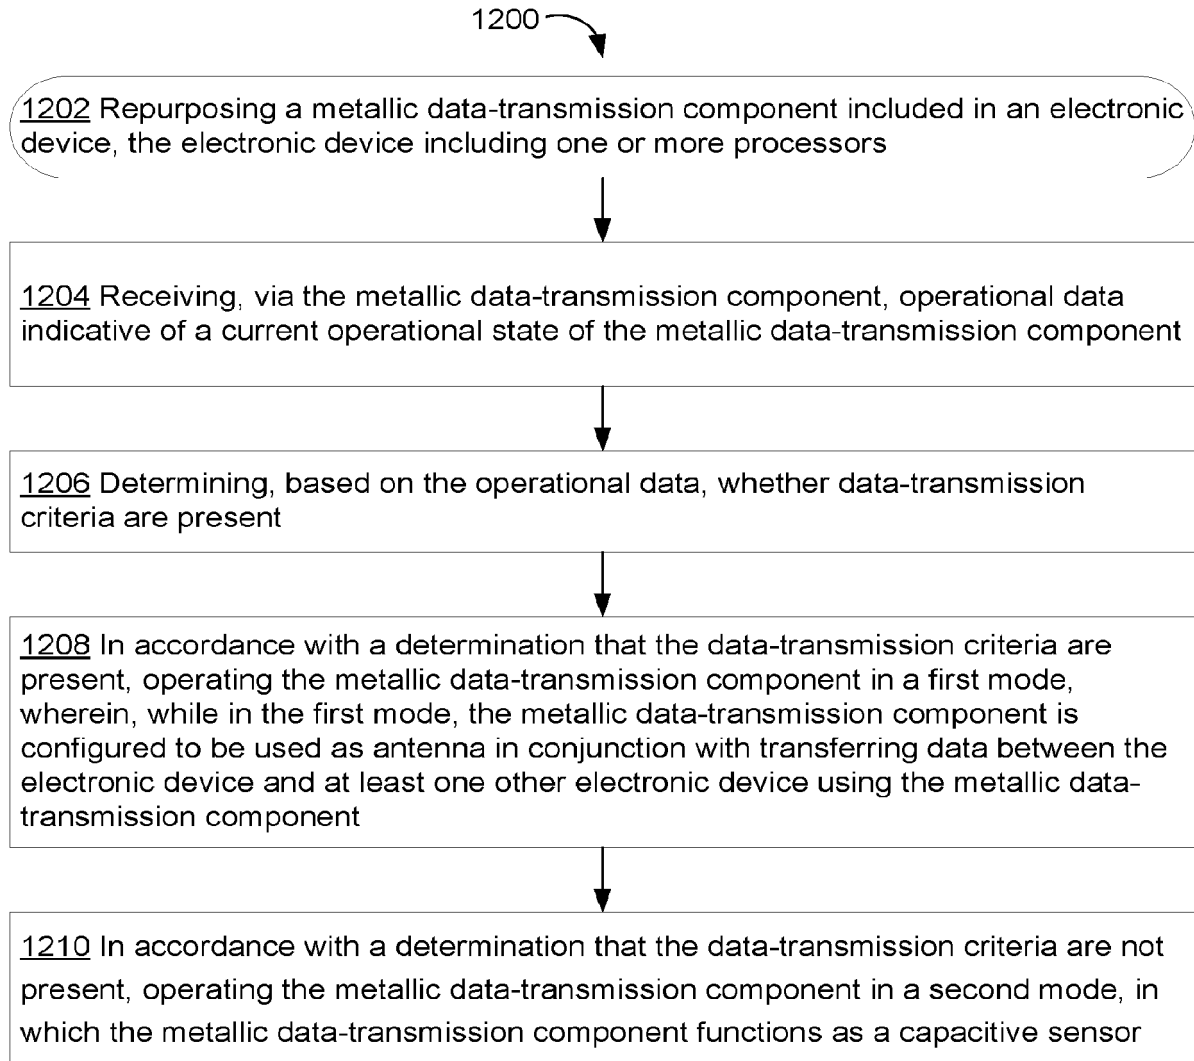 1200
1202 Repurposing a metallic data-transmission component included in an electronic
device, the electronic device including one or more processors
1204 Receiving, via the metallic data-transmission component, operational data
indicative of a current operational state of the metallic data-transmission component
1206 Determining, based on the operational data, whether data-transmission
criteria are present
1208 In accordance with a determination that the data-transmission criteria are
present, operating the metallic data-transmission component in a first mode,
wherein, while in the first mode, the metallic data-transmission component is
configured to be used as antenna in conjunction with transferring data between the
electronic device and at least one other electronic device using the metallic data-
transmission component
1210 In accordance with a determination that the data-transmission criteria are not
present, operating the metallic data-transmission component in a second mode, in
which the metallic data-transmission component functions as a capacitive sensor